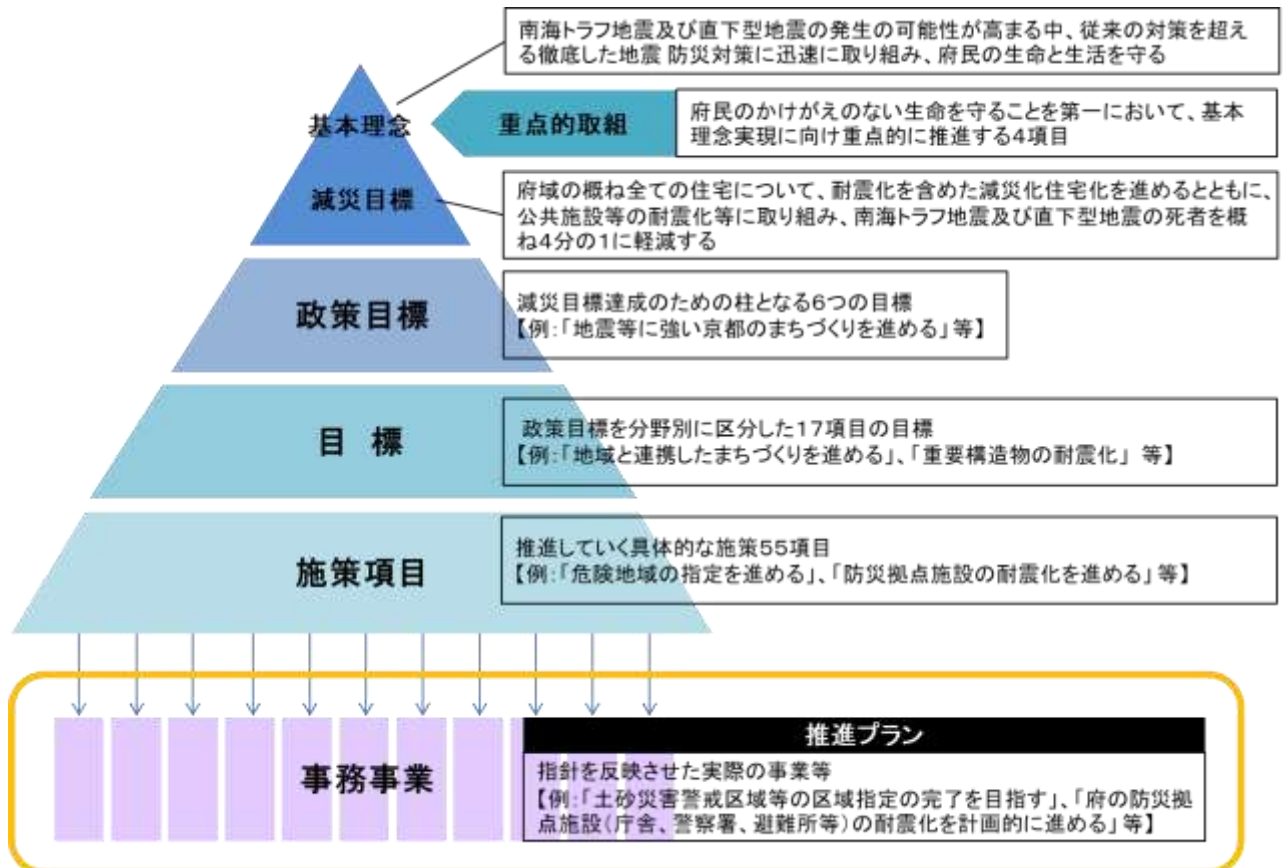 南海トラフ地震及び直下型地震の発生の可能性が高まる中、従来の対策を超え
る徹底した地震 防災対策に迅速に取り組み、府民の生命と生活を守る
基本理念
重点的取組
府民のかけがえのない生命を守ることを第一において、基本
理念実現に向け重点的に推進する4項目
減災目標
府域の概ね全ての住宅について、耐震化を含めた減災化住宅化を進めるとともに、
公共施設等の耐震化等に取り組み、南海トラフ地震及び直下型地震の死者を概
ね4分の1に軽減する
政策目標
減災目標達成のための柱となる6つの目標
【例:「地震等に強い京都のまちづくりを進める」等】
目 標
政策目標を分野別に区分した17項目の目標
【例:「地域と連携したまちづくりを進める」、「重要構造物の耐震化」 等】
施策項目
推進していく具体的な施策55項目
【例:「危険地域の指定を進める」、「防災拠点施設の耐震化を進める」等】
事務事業
推進プラン
指針を反映させた実際の事業等
【例:「土砂災害警戒区域等の区域指定の完了を目指す」、「府の防災拠
点施設(庁舎、警察署、避難所等)の耐震化を計画的に進める」等】